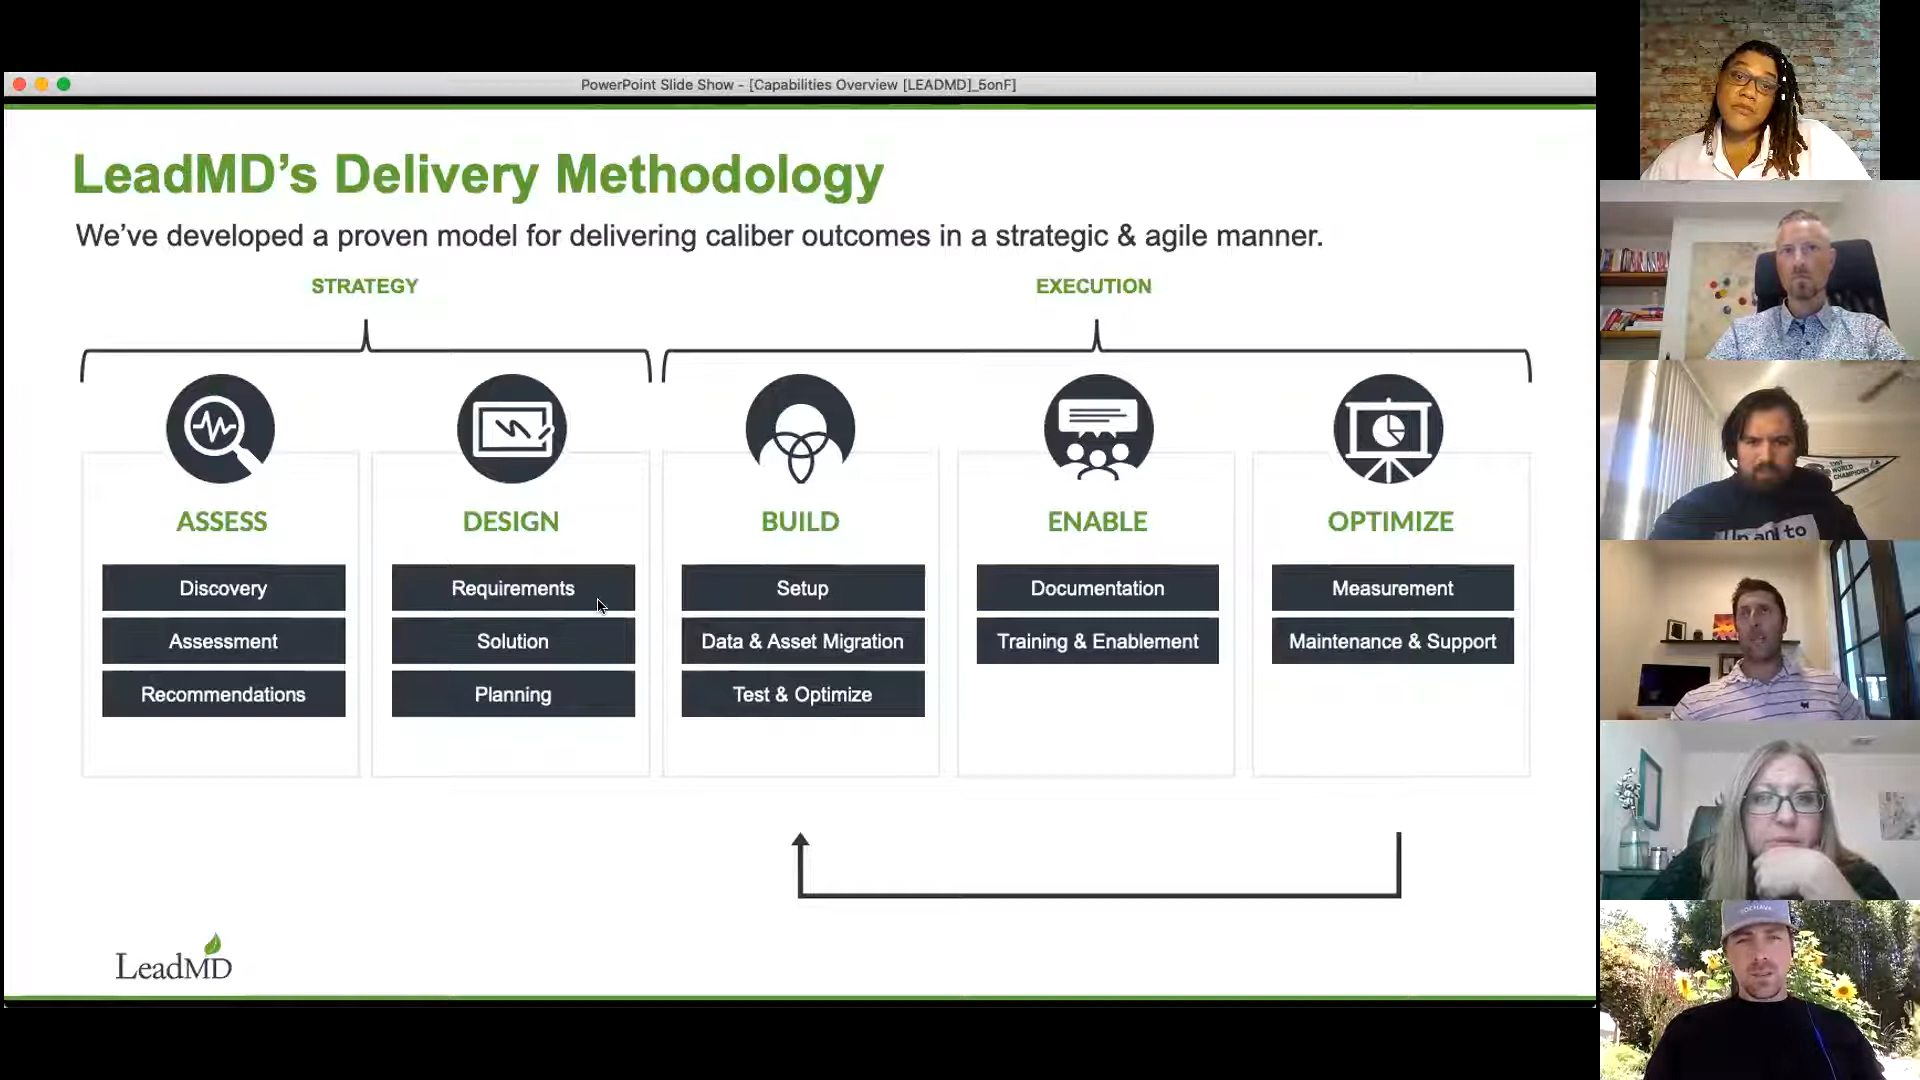 PowerPoint Slide Show - [Capabilities Overview [LEADMD]_5onF]
LeadMD’s Delivery Methodology
We’ve developed a proven model for delivering caliber outcomes in a strategic & agile manner.
STRATEGY
EXECUTION
ASSESS
Discovery
Assessment
Recommendations
DESIGN
Requirements
Solution
Planning
BUILD
Setup
Data & Asset Migration
Test & Optimize
ENABLE
Documentation
Training & Enablement
OPTIMIZE
Measurement
Maintenance & Support
LeadMD
WORLD
CHAMPIONS